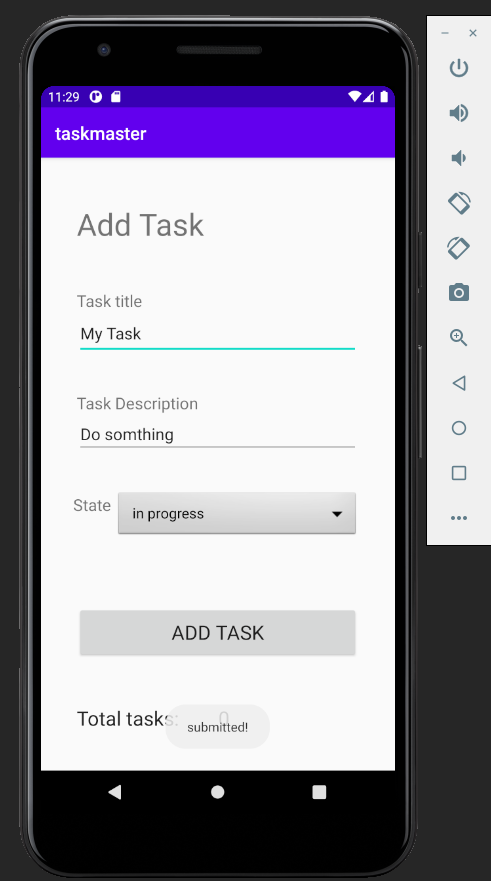 11:29
taskmaster
Add Task
Task title
My Task
Task Description
Do somthing
State in progress
ADD TASK
Total tasks: 0
submitted!